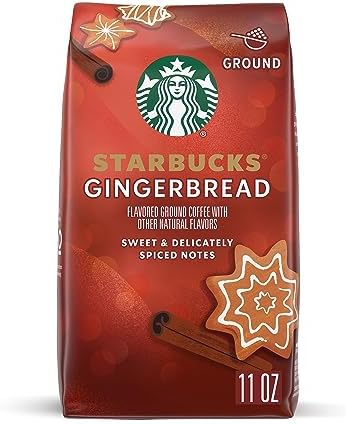 GROUND
STARBUCKS®
GINGERBREAD
FLAVORED GROUND COFFEE WITH
OTHER NATURAL FLAVORS
SWEET & DELICATELY
SPICED NOTES
11 OZ